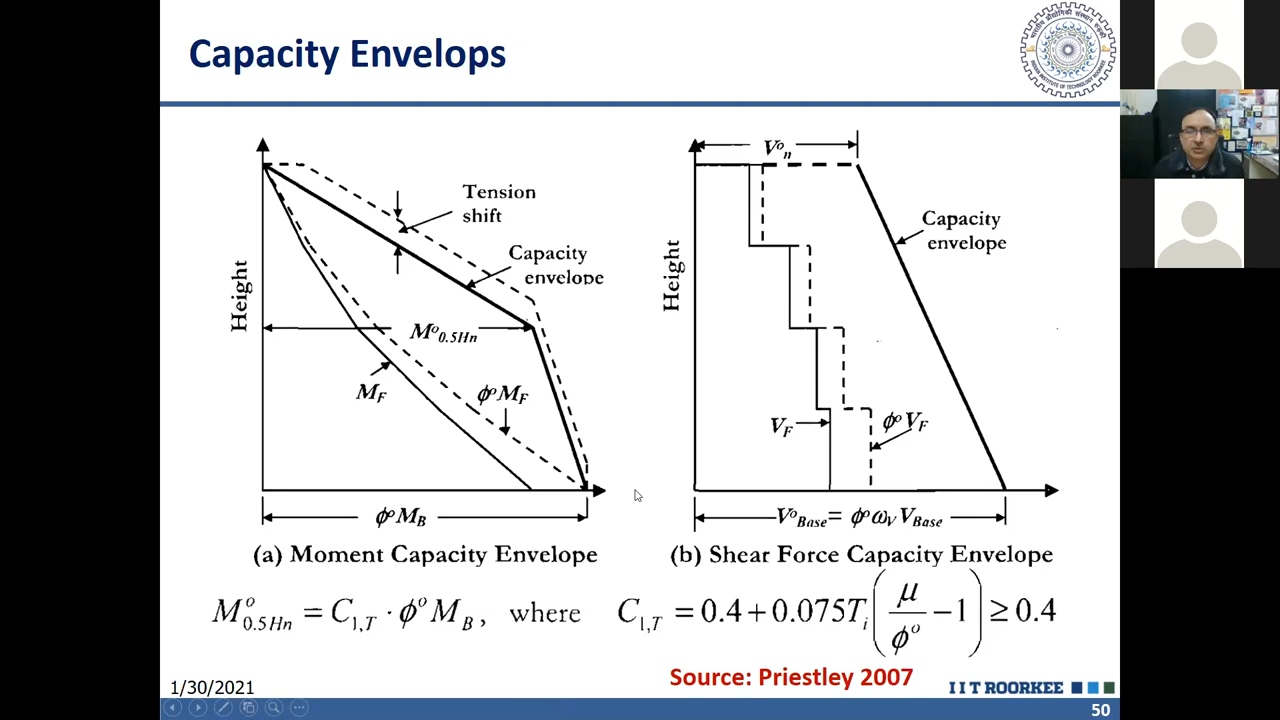 Capacity Envelops
Tension
shift
Capacity
envelope
Height
M°0.5Hn
MF
φ°MF
φ°MB
(a) Moment Capacity Envelope
V°n
Capacity
envelope
Height
VF
φ°VF
V°Base= φ°ωV VBase
(b) Shear Force Capacity Envelope
M°0.5Hn = C1,T · φ°MB, where C1,T = 0.4 + 0.075Ti(μ/φ° − 1) ≥ 0.4
Source: Priestley 2007
1/30/2021
I I T ROORKEE
50